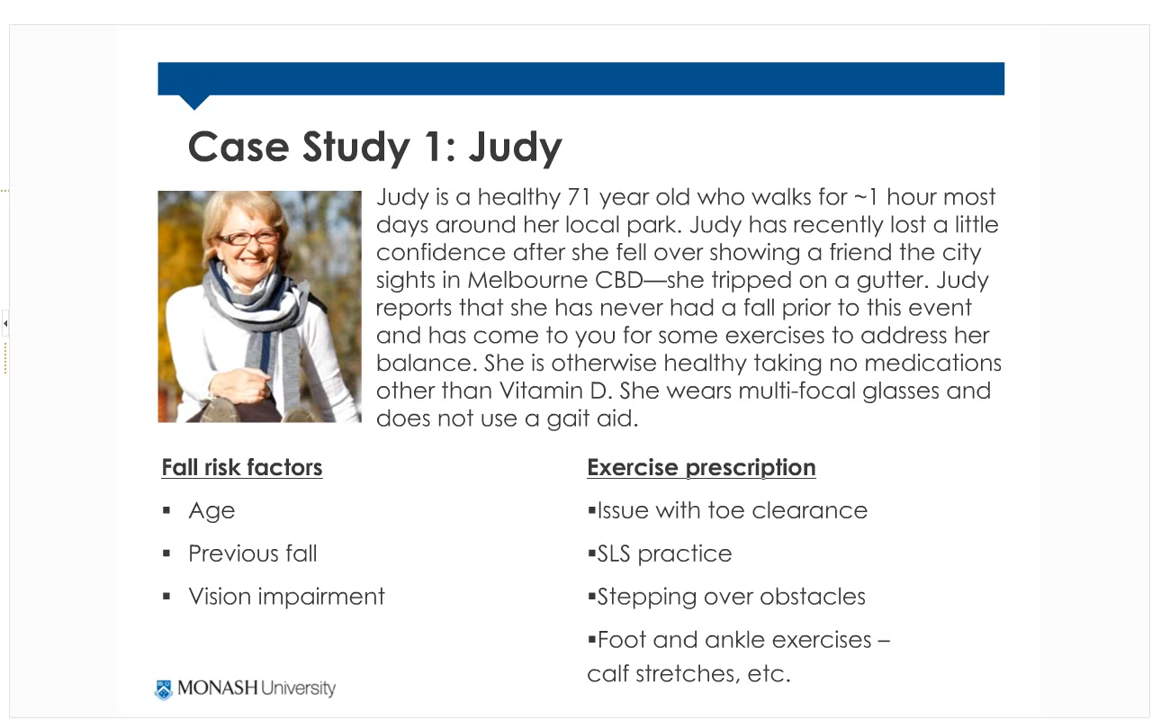 Case Study 1: Judy
Judy is a healthy 71 year old who walks for ~1 hour most
days around her local park. Judy has recently lost a little
confidence after she fell over showing a friend the city
sights in Melbourne CBD—she tripped on a gutter. Judy
reports that she has never had a fall prior to this event
and has come to you for some exercises to address her
balance. She is otherwise healthy taking no medications
other than Vitamin D. She wears multi-focal glasses and
does not use a gait aid.
Fall risk factors
▪ Age
▪ Previous fall
▪ Vision impairment
Exercise prescription
▪Issue with toe clearance
▪SLS practice
▪Stepping over obstacles
▪Foot and ankle exercises –
calf stretches, etc.
MONASH University